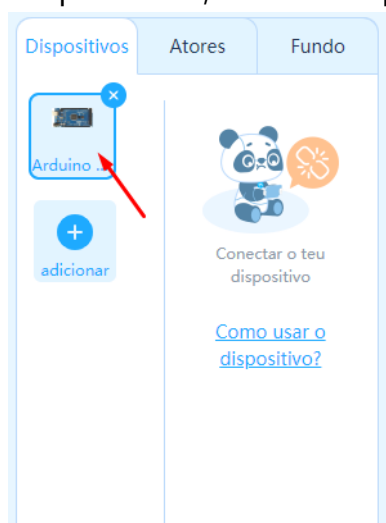 Dispositivos
Atores
Fundo
Arduino ...
adicionar
Conectar o teu
dispositivo
Como usar o
dispositivo?